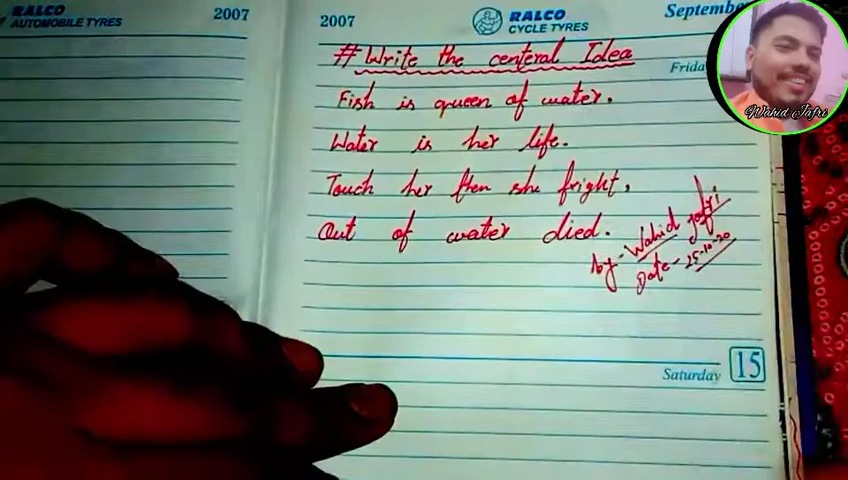 RALCO
AUTOMOBILE TYRES
2007
2007
RALCO
CYCLE TYRES
September
Friday
#Write the centeral Idea
Fish is queen of water.
Water is her life.
Touch her then she fright,
Out of water died.
by- Wahid Jafri
Date- 25-10-20
Saturday
15
Wahid Jafri